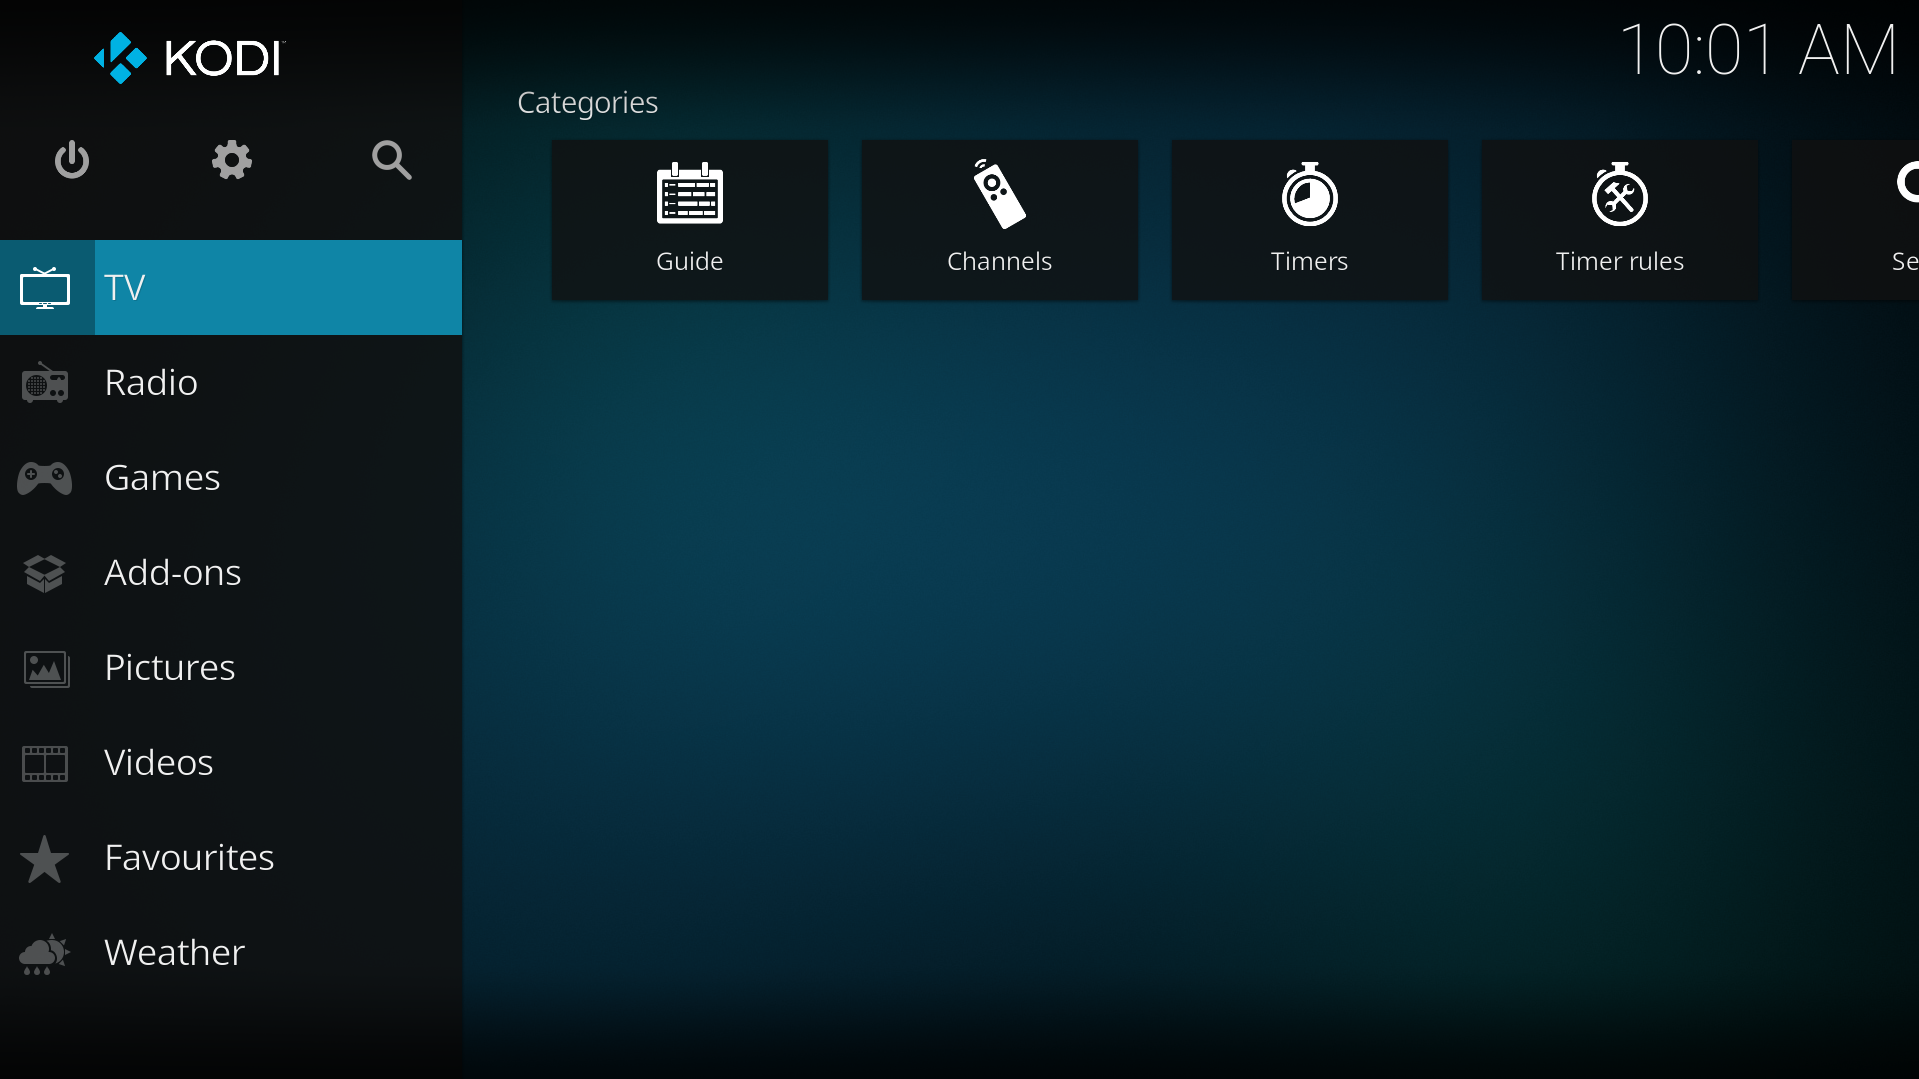 KODI
10:01 AM
Categories
Guide
Channels
Timers
Timer rules
Se
TV
Radio
Games
Add-ons
Pictures
Videos
Favourites
Weather